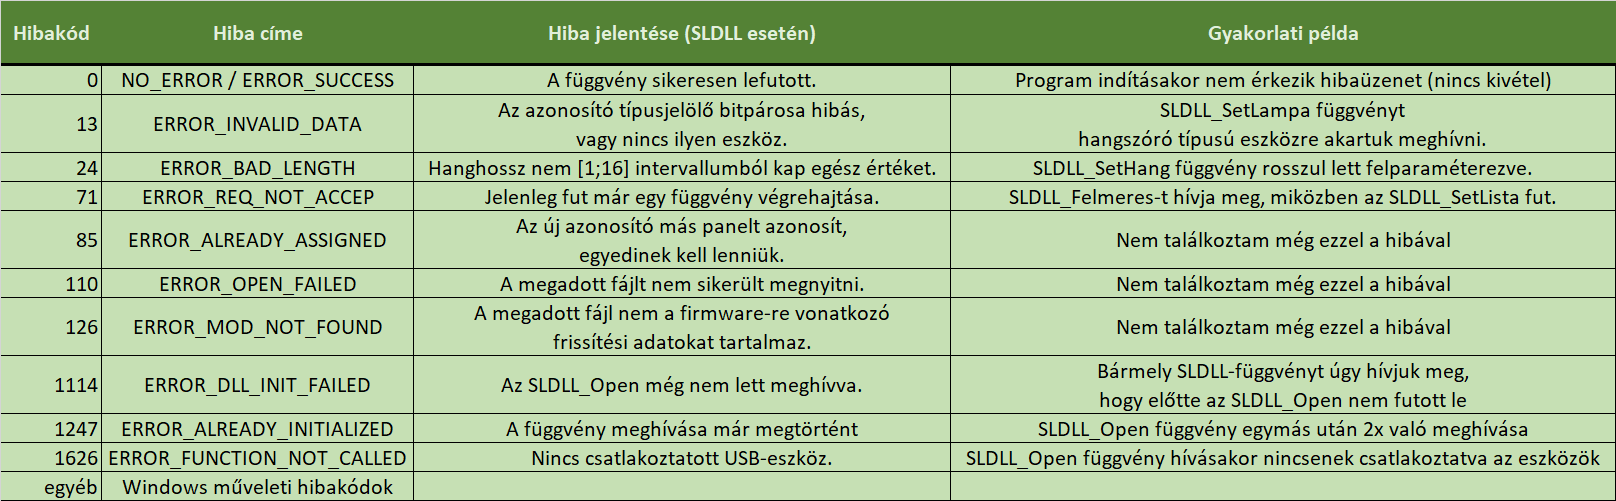 Hibakód Hiba címe Hiba jelentése (SLDLL esetén) Gyakorlati példa
0 NO_ERROR / ERROR_SUCCESS A függvény sikeresen lefutott. Program indításakor nem érkezik hibaüzenet (nincs kivétel)
13 ERROR_INVALID_DATA Az azonosító típusjelölő bitpárosa hibás,
vagy nincs ilyen eszköz. SLDLL_SetLampa függvényt
hangszóró típusú eszközre akartuk meghívni.
24 ERROR_BAD_LENGTH Hanghossz nem [1;16] intervallumból kap egész értéket. SLDLL_SetHang függvény rosszul lett felparaméterezve.
71 ERROR_REQ_NOT_ACCEP Jelenleg fut már egy függvény végrehajtása. SLDLL_Felmeres-t hívja meg, miközben az SLDLL_SetLista fut.
85 ERROR_ALREADY_ASSIGNED Az új azonosító más panelt azonosít,
egyedinek kell lenniük. Nem találkoztam még ezzel a hibával
110 ERROR_OPEN_FAILED A megadott fájlt nem sikerült megnyitni. Nem találkoztam még ezzel a hibával
126 ERROR_MOD_NOT_FOUND A megadott fájl nem a firmware-re vonatkozó
frissítési adatokat tartalmaz. Nem találkoztam még ezzel a hibával
1114 ERROR_DLL_INIT_FAILED Az SLDLL_Open még nem lett meghívva. Bármely SLDLL-függvényt úgy hívjuk meg,
hogy előtte az SLDLL_Open nem futott le
1247 ERROR_ALREADY_INITIALIZED A függvény meghívása már megtörtént SLDLL_Open függvény egymás után 2x való meghívása
1626 ERROR_FUNCTION_NOT_CALLED Nincs csatlakoztatott USB-eszköz. SLDLL_Open függvény hívásakor nincsenek csatlakoztatva az eszközök
egyéb Windows műveleti hibakódok